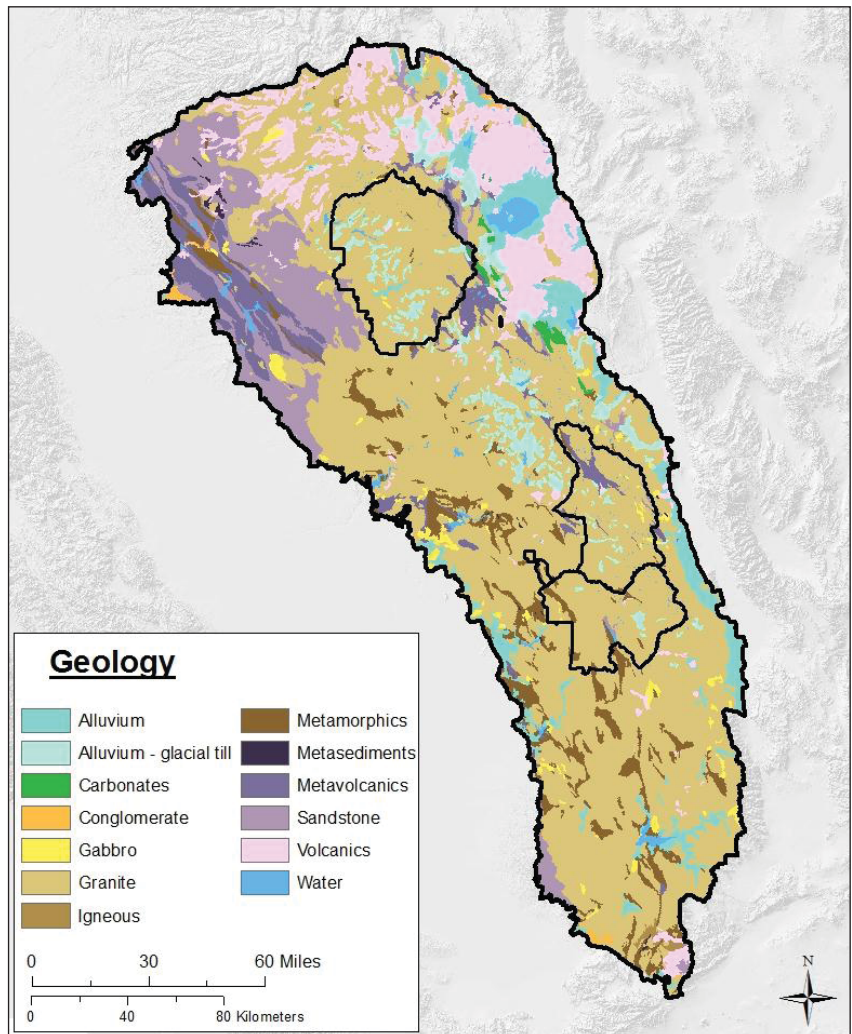 Geology
Alluvium
Alluvium - glacial till
Carbonates
Conglomerate
Gabbro
Granite
Igneous
Metamorphics
Metasediments
Metavolcanics
Sandstone
Volcanics
Water
0 30 60 Miles
0 40 80 Kilometers
N